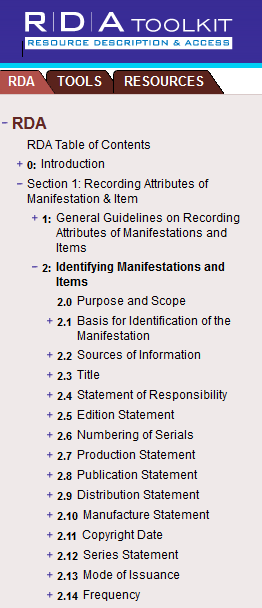 R|D|A TOOLKIT
RESOURCE DESCRIPTION & ACCESS
RDA TOOLS RESOURCES
- RDA
RDA Table of Contents
+ 0: Introduction
- Section 1: Recording Attributes of
Manifestation & Item
+ 1: General Guidelines on Recording
Attributes of Manifestations and
Items
- 2: Identifying Manifestations and
Items
2.0 Purpose and Scope
+ 2.1 Basis for Identification of the
Manifestation
+ 2.2 Sources of Information
+ 2.3 Title
+ 2.4 Statement of Responsibility
+ 2.5 Edition Statement
+ 2.6 Numbering of Serials
+ 2.7 Production Statement
+ 2.8 Publication Statement
+ 2.9 Distribution Statement
+ 2.10 Manufacture Statement
+ 2.11 Copyright Date
+ 2.12 Series Statement
+ 2.13 Mode of Issuance
+ 2.14 Frequency